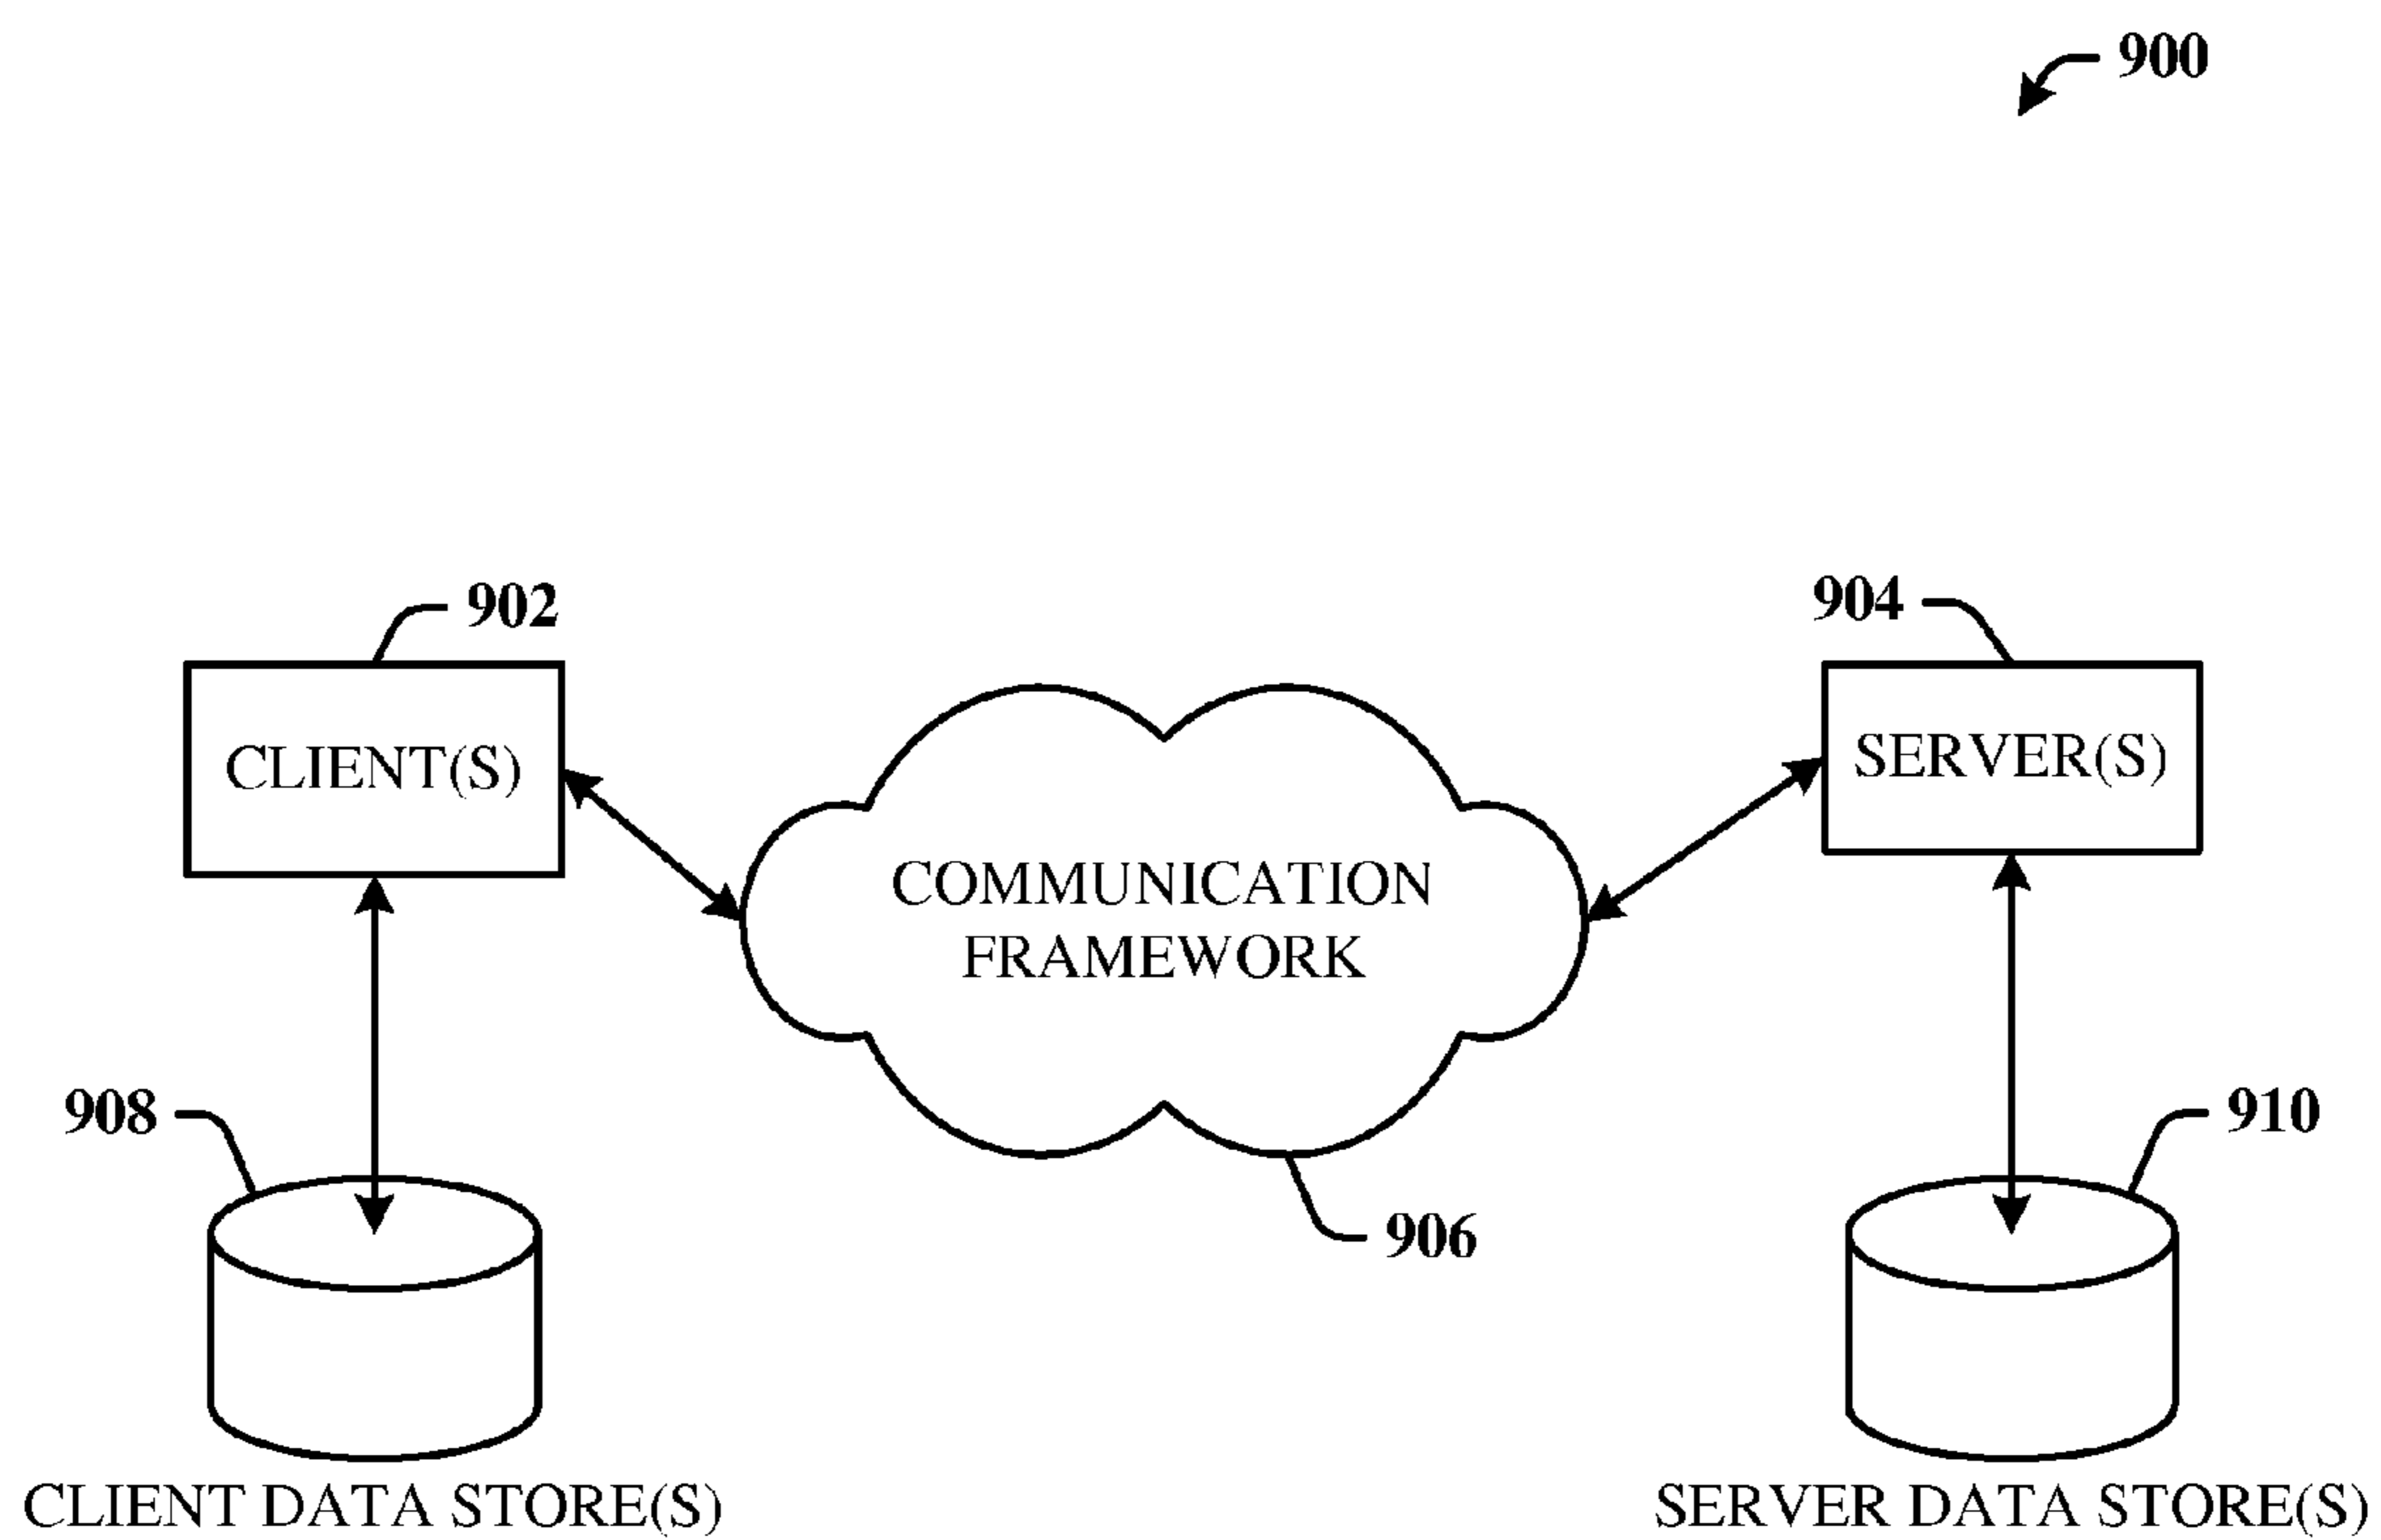 900
902
904
CLIENT(S)
SERVER(S)
COMMUNICATION
FRAMEWORK
908
910
906
CLIENT DATA STORE(S)
SERVER DATA STORE(S)